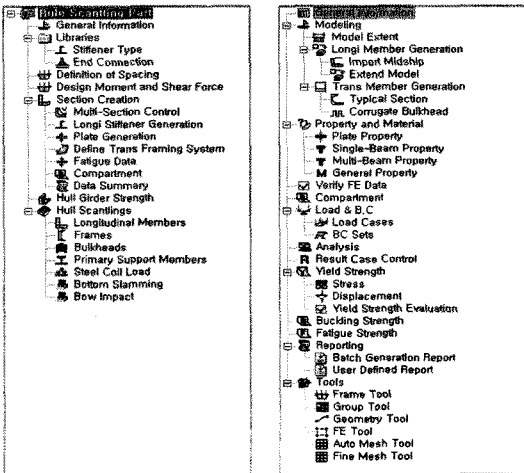 Rule Scantling Part
General Information
Libraries
Stiffener Type
End Connection
Definition of Spacing
Design Moment and Shear Force
Section Creation
Multi-Section Control
Longi Stiffener Generation
Plate Generation
Define Trans Framing System
Fatigue Data
Compartment
Data Summary
Hull Girder Strength
Hull Scantlings
Longitudinal Members
Frames
Bulkheads
Primary Support Members
Steel Coil Load
Bottom Slamming
Bow Impact
General Information
Modeling
Model Extent
Longi Member Generation
Import Midship
Extend Model
Trans Member Generation
Typical Section
Corrugate Bulkhead
Property and Material
Plate Property
Single-Beam Property
Multi-Beam Property
General Property
Verify FE Data
Compartment
Load & B.C
Load Cases
BC Sets
Analysis
Result Case Control
Yield Strength
Stress
Displacement
Yield Strength Evaluation
Buckling Strength
Fatigue Strength
Reporting
Batch Generation Report
User Defined Report
Tools
Frame Tool
Group Tool
Geometry Tool
FE Tool
Auto Mesh Tool
Fine Mesh Tool